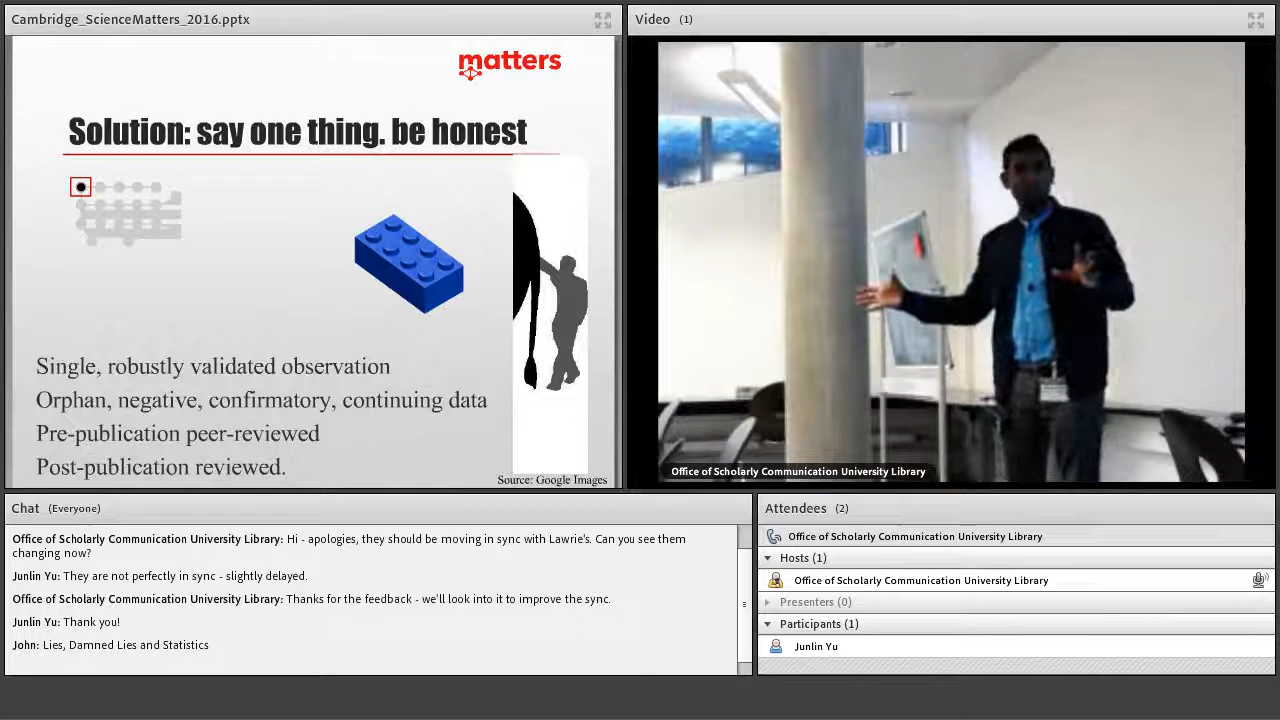 Cambridge_ScienceMatters_2016.pptx
matters
Solution: say one thing. be honest
Single, robustly validated observation
Orphan, negative, confirmatory, continuing data
Pre-publication peer-reviewed
Post-publication reviewed.
Source: Google Images
Video (1)
Office of Scholarly Communication University Library
Chat (Everyone)
Office of Scholarly Communication University Library: Hi - apologies, they should be moving in sync with Lawrie's. Can you see them
changing now?
Junlin Yu: They are not perfectly in sync - slightly delayed.
Office of Scholarly Communication University Library: Thanks for the feedback - we'll look into it to improve the sync.
Junlin Yu: Thank you!
John: Lies, Damned Lies and Statistics
Attendees (2)
Office of Scholarly Communication University Library
Hosts (1)
Office of Scholarly Communication University Library
Presenters (0)
Participants (1)
Junlin Yu